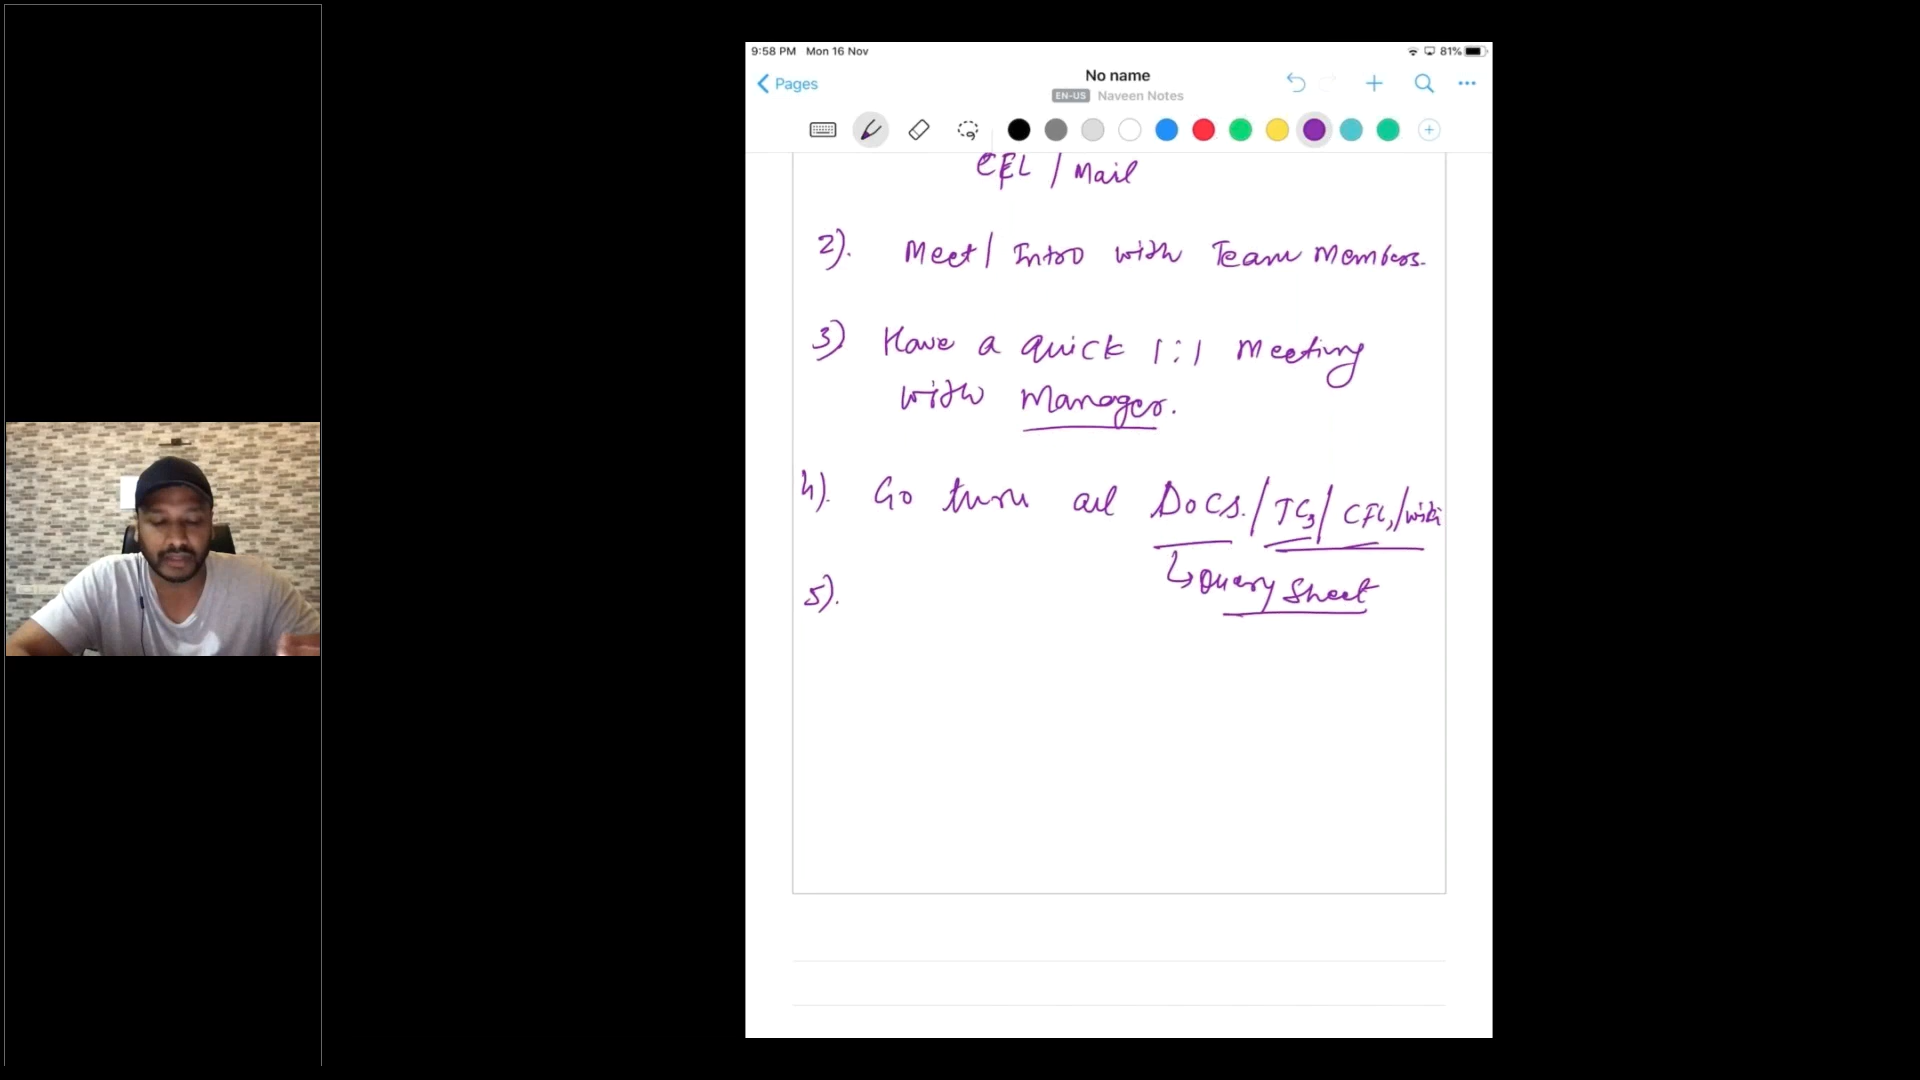 9:58 PM Mon 16 Nov
81%
Pages
No name
EN-US Naveen Notes
CFL / Mail
2). Meet / Intro with Team Members.
3) Have a quick 1:1 Meeting
with Manager.
4). Go turu all Docs. / TCs / CFL, / wiki
↳ Query Sheet
5).